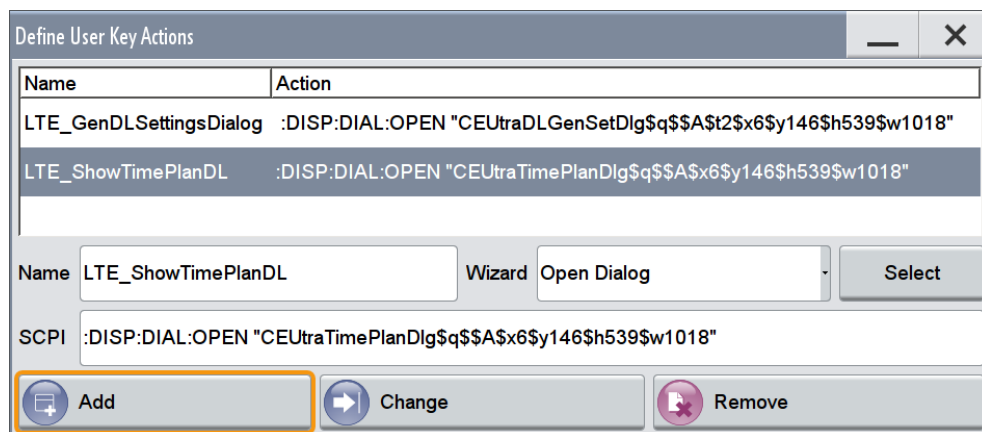 Define User Key Actions
Name Action
LTE_GenDLSettingsDialog :DISP:DIAL:OPEN "CEUtraDLGenSetDlg$q$$A$t2$x6$y146$h539$w1018"
LTE_ShowTimePlanDL :DISP:DIAL:OPEN "CEUtraTimePlanDlg$q$$A$x6$y146$h539$w1018"
Name LTE_ShowTimePlanDL Wizard Open Dialog Select
SCPI :DISP:DIAL:OPEN "CEUtraTimePlanDlg$q$$A$x6$y146$h539$w1018"
Add Change Remove